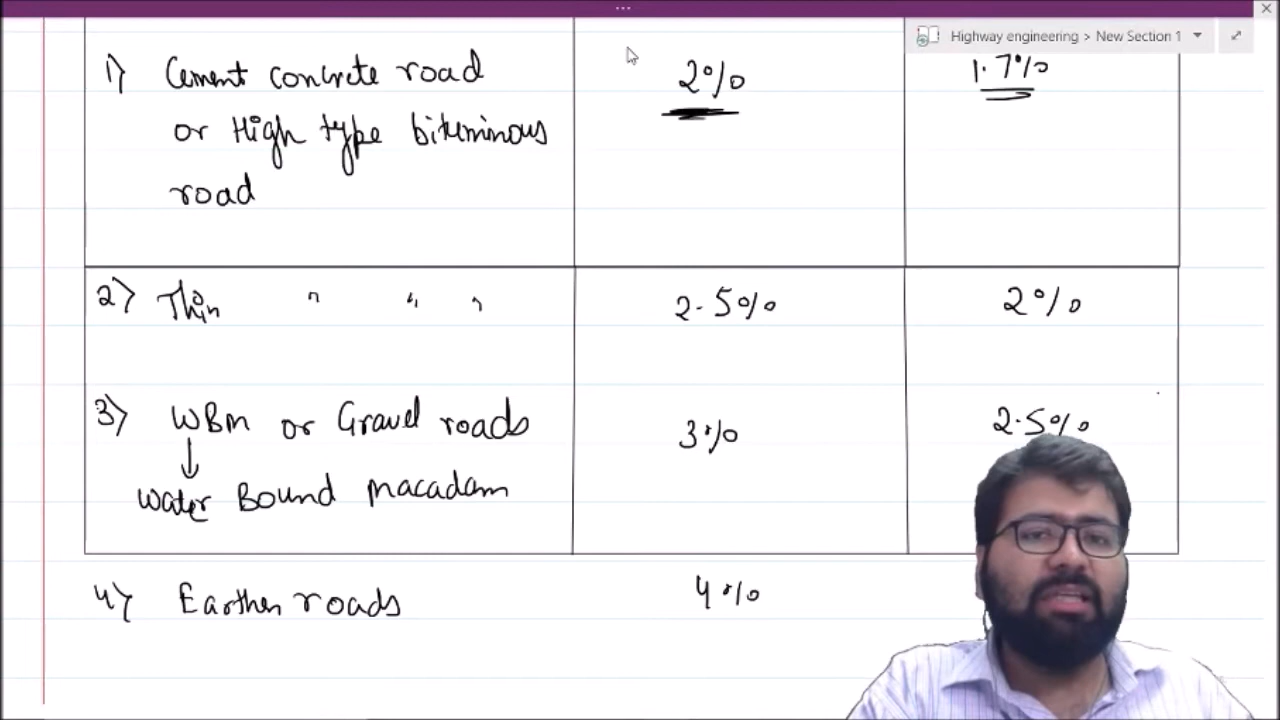 Highway engineering > New Section 1
1) Cement concrete road 2% 1.7%
or High type bituminous
road
2) Thin " " " 2.5% 2%
3) WBM or Gravel roads 3% 2.5%
Water Bound Macadam
4) Earthen roads 4%